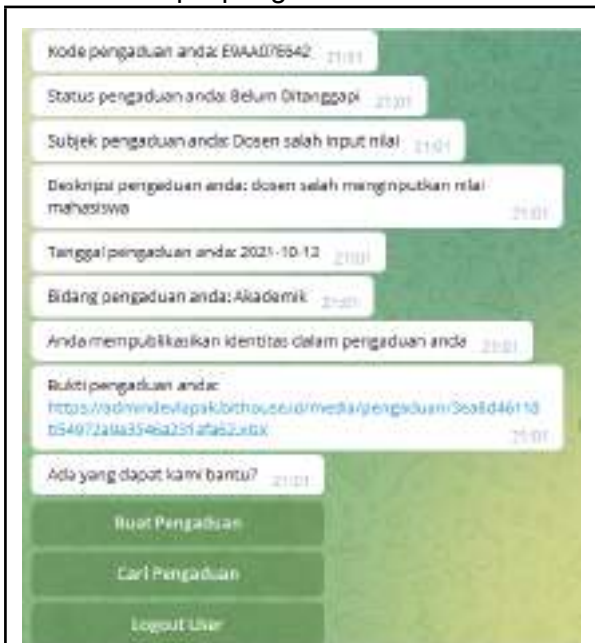 Kode pengaduan anda: E9AA07E642 21:01
Status pengaduan anda: Belum Ditanggapi 21:01
Subjek pengaduan anda: Dosen salah input nilai 21:01
Deskripsi pengaduan anda: dosen salah menginputkan nilai
mahasiswa 21:01
Tanggal pengaduan anda: 2021-10-12 21:01
Bidang pengaduan anda: Akademik 21:01
Anda mempublikasikan identitas dalam pengaduan anda 21:01
Bukti pengaduan anda:
21:01
Ada yang dapat kami bantu? 21:01
Buat Pengaduan
Cari Pengaduan
Logout User